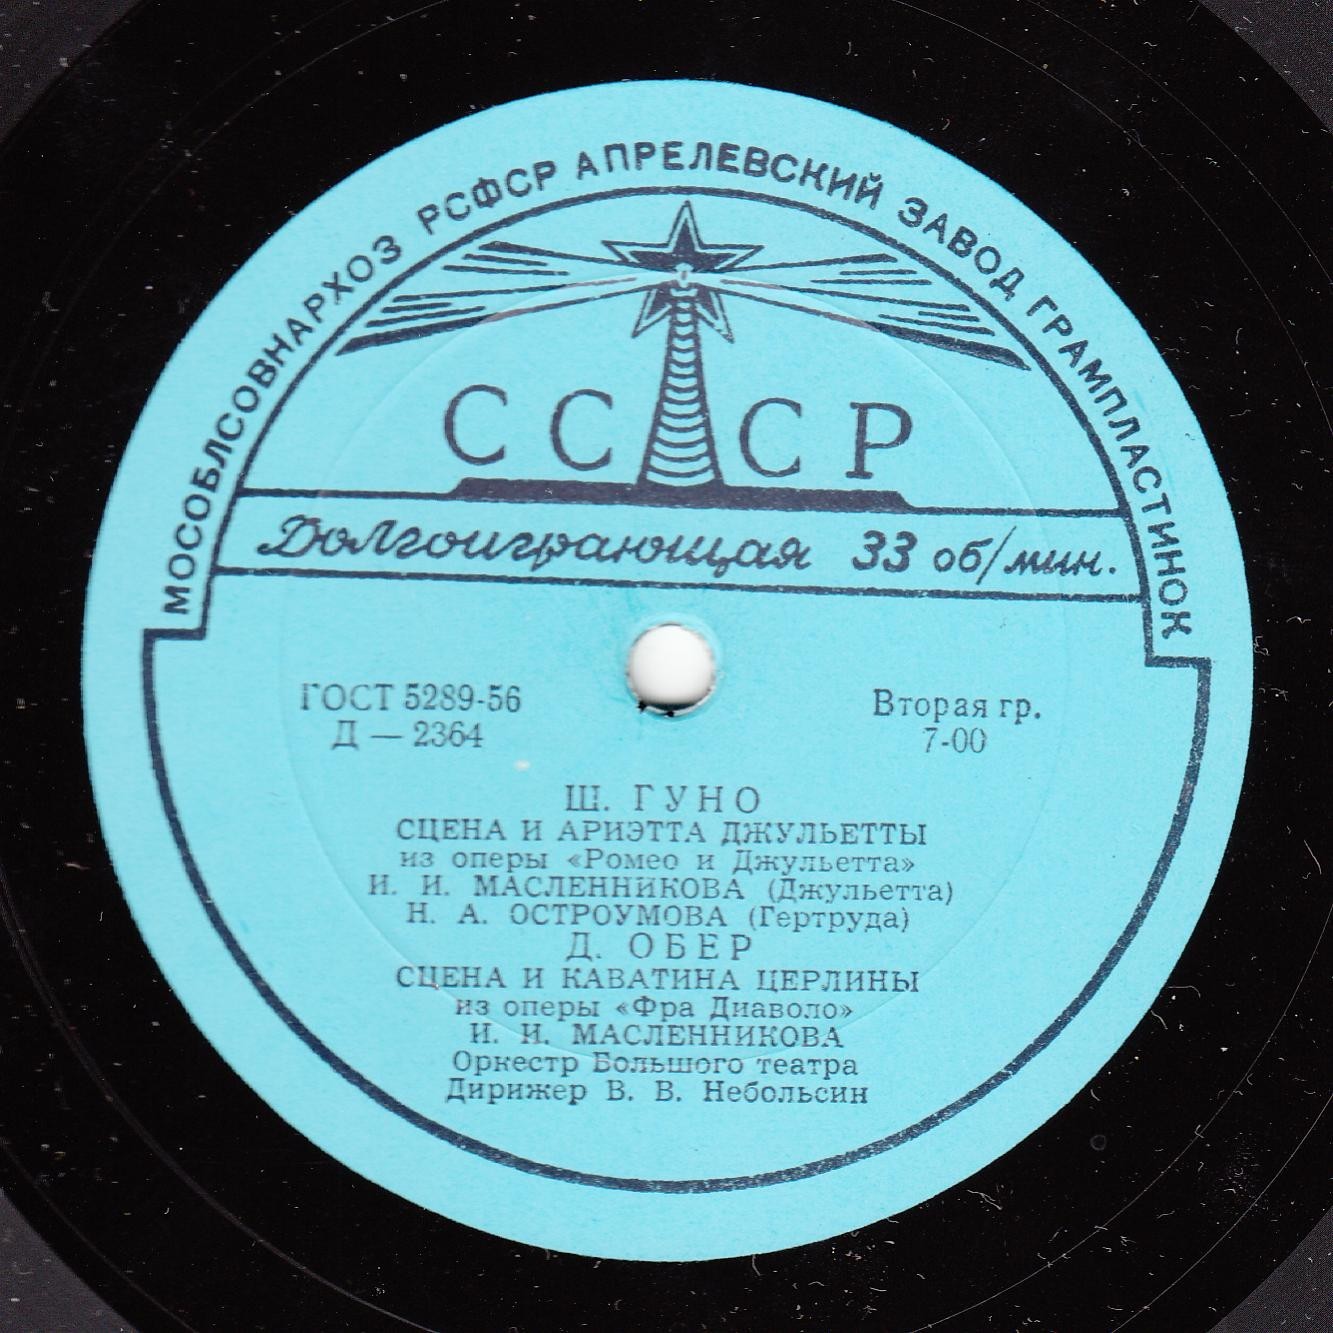 МОСОБЛСОВНАРХОЗ РСФСР АПРЕЛЕВСКИЙ ЗАВОД ГРАМПЛАСТИНОК
СССР
Долгоиграющая 33 об/мин.
ГОСТ 5289-56
Д — 2364
Вторая гр.
7-00
Ш. ГУНО
СЦЕНА И АРИЭТТА ДЖУЛЬЕТТЫ
из оперы «Ромео и Джульетта»
И. И. МАСЛЕННИКОВА (Джульетта)
Н. А. ОСТРОУМОВА (Гертруда)
Д. ОБЕР
СЦЕНА И КАВАТИНА ЦЕРЛИНЫ
из оперы «Фра Диаволо»
И. И. МАСЛЕННИКОВА
Оркестр Большого театра
Дирижер В. В. Небольсин